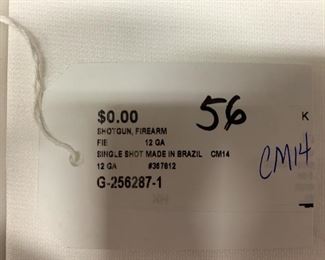 $0.00
56
K
SHOTGUN, FIREARM
FIE 12 GA
SINGLE SHOT MADE IN BRAZIL CM14
12 GA #367612
CM14
G-256287-1